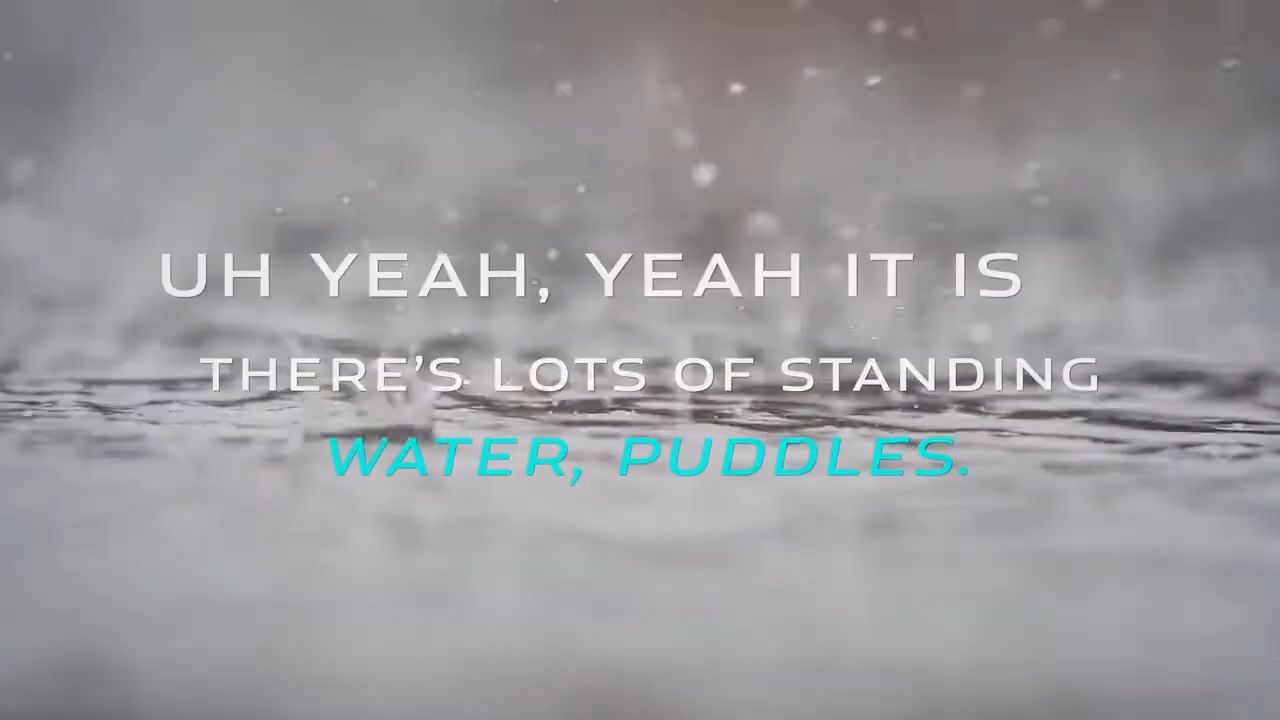 UH YEAH, YEAH IT IS
THERE'S LOTS OF STANDING
WATER, PUDDLES.